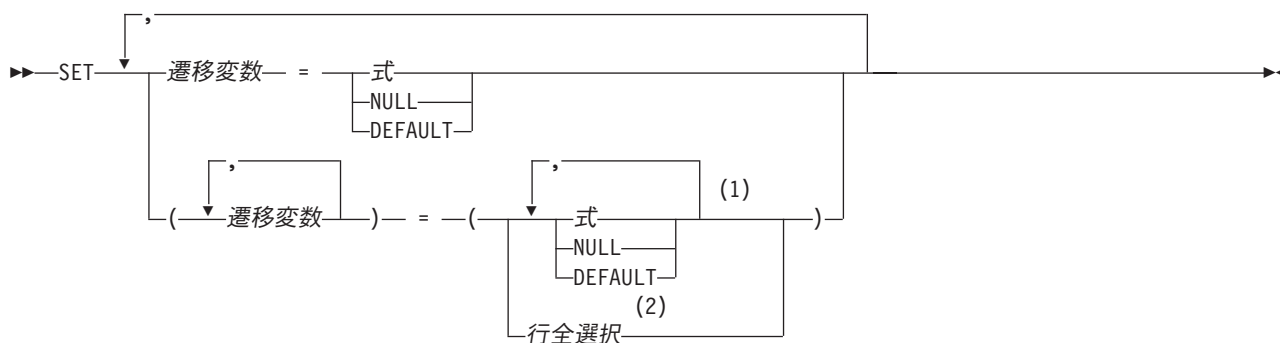 ,
SET 遷移変数 = 式
NULL
DEFAULT
, ,
(1)
( 遷移変数 ) = ( 式 )
NULL
DEFAULT
(2)
行全選択